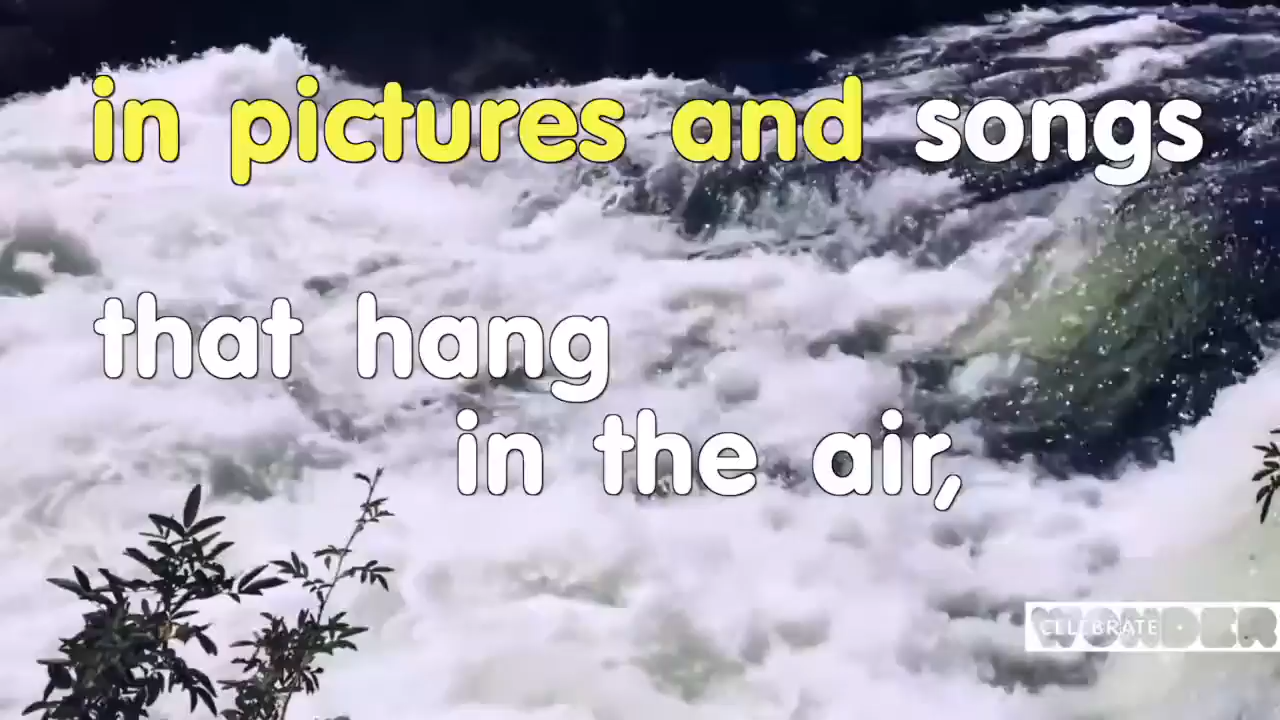 in pictures and songs
that hang
in the air,
CELEBRATE
WONDER